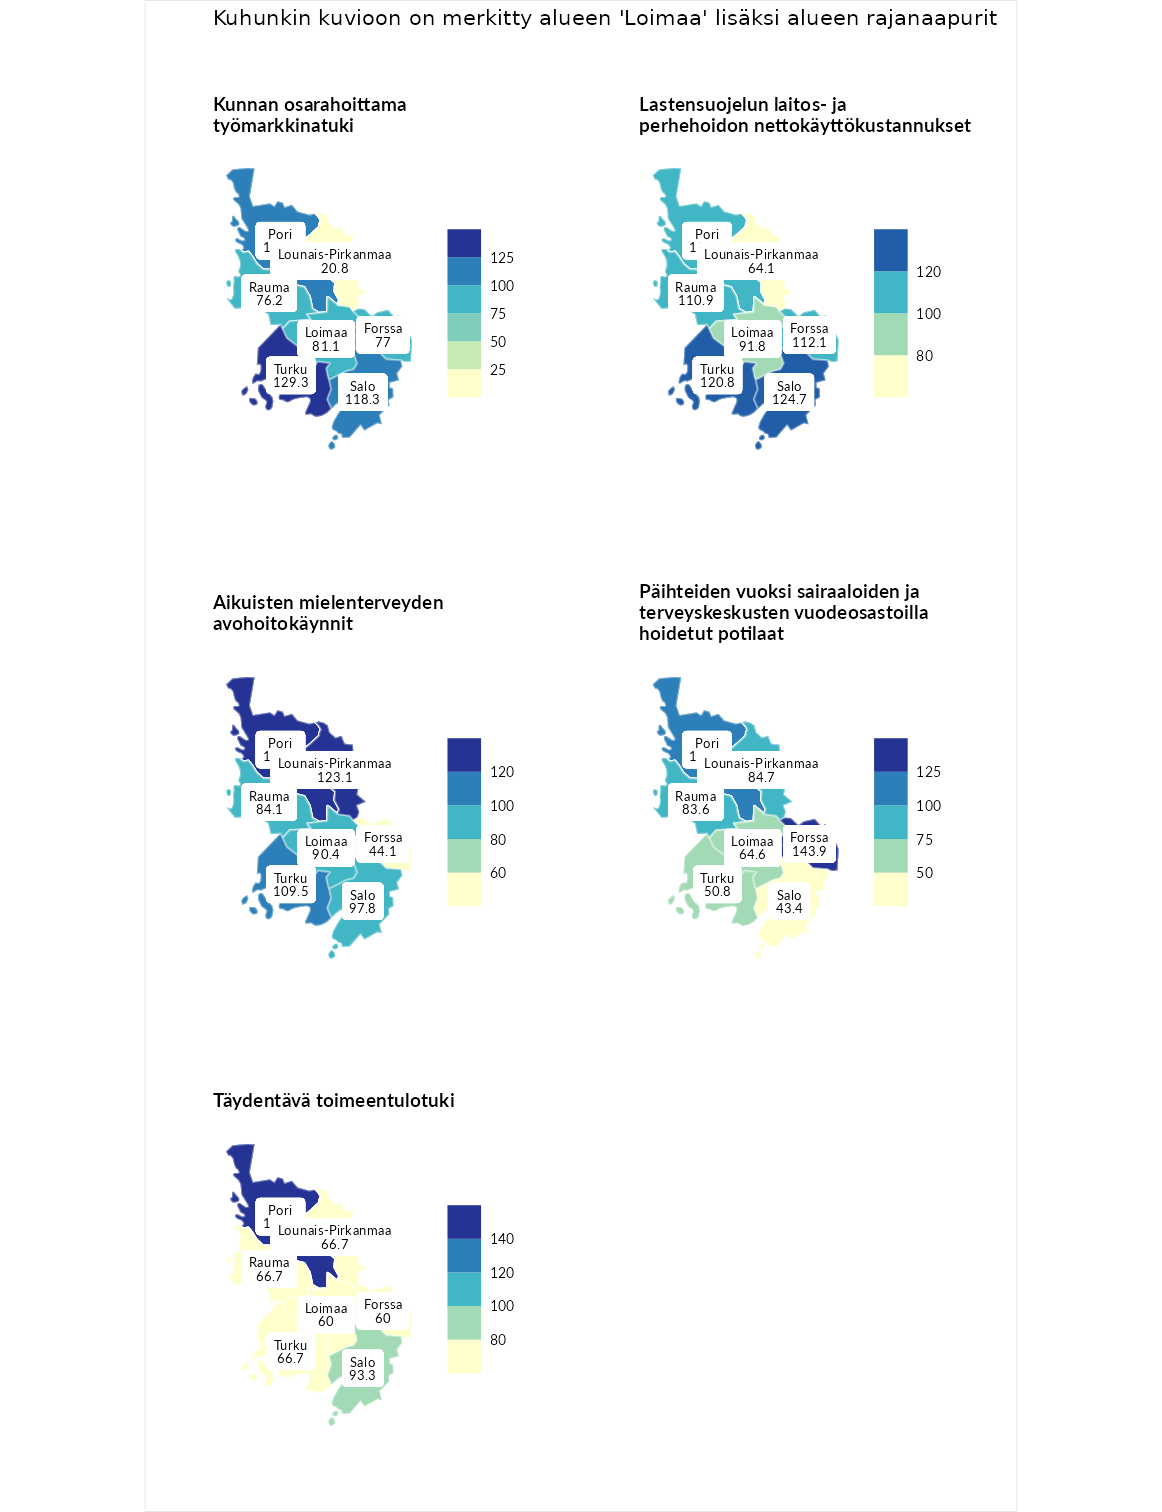 Kuhunkin kuvioon on merkitty alueen 'Loimaa' lisäksi alueen rajanaapurit
Kunnan osarahoittama
työmarkkinatuki
Pori
1
Lounais-Pirkanmaa
20.8
Rauma
76.2
Loimaa
81.1
Forssa
77
Turku
129.3
Salo
118.3
125
100
75
50
25
Lastensuojelun laitos- ja
perhehoidon nettokäyttökustannukset
Pori
1
Lounais-Pirkanmaa
64.1
Rauma
110.9
Loimaa
91.8
Forssa
112.1
Turku
120.8
Salo
124.7
120
100
80
Aikuisten mielenterveyden
avohoitokäynnit
Pori
1
Lounais-Pirkanmaa
123.1
Rauma
84.1
Loimaa
90.4
Forssa
44.1
Turku
109.5
Salo
97.8
120
100
80
60
Päihteiden vuoksi sairaaloiden ja
terveyskeskusten vuodeosastoilla
hoidetut potilaat
Pori
1
Lounais-Pirkanmaa
84.7
Rauma
83.6
Loimaa
64.6
Forssa
143.9
Turku
50.8
Salo
43.4
125
100
75
50
Täydentävä toimeentulotuki
Pori
1
Lounais-Pirkanmaa
66.7
Rauma
66.7
Loimaa
60
Forssa
60
Turku
66.7
Salo
93.3
140
120
100
80